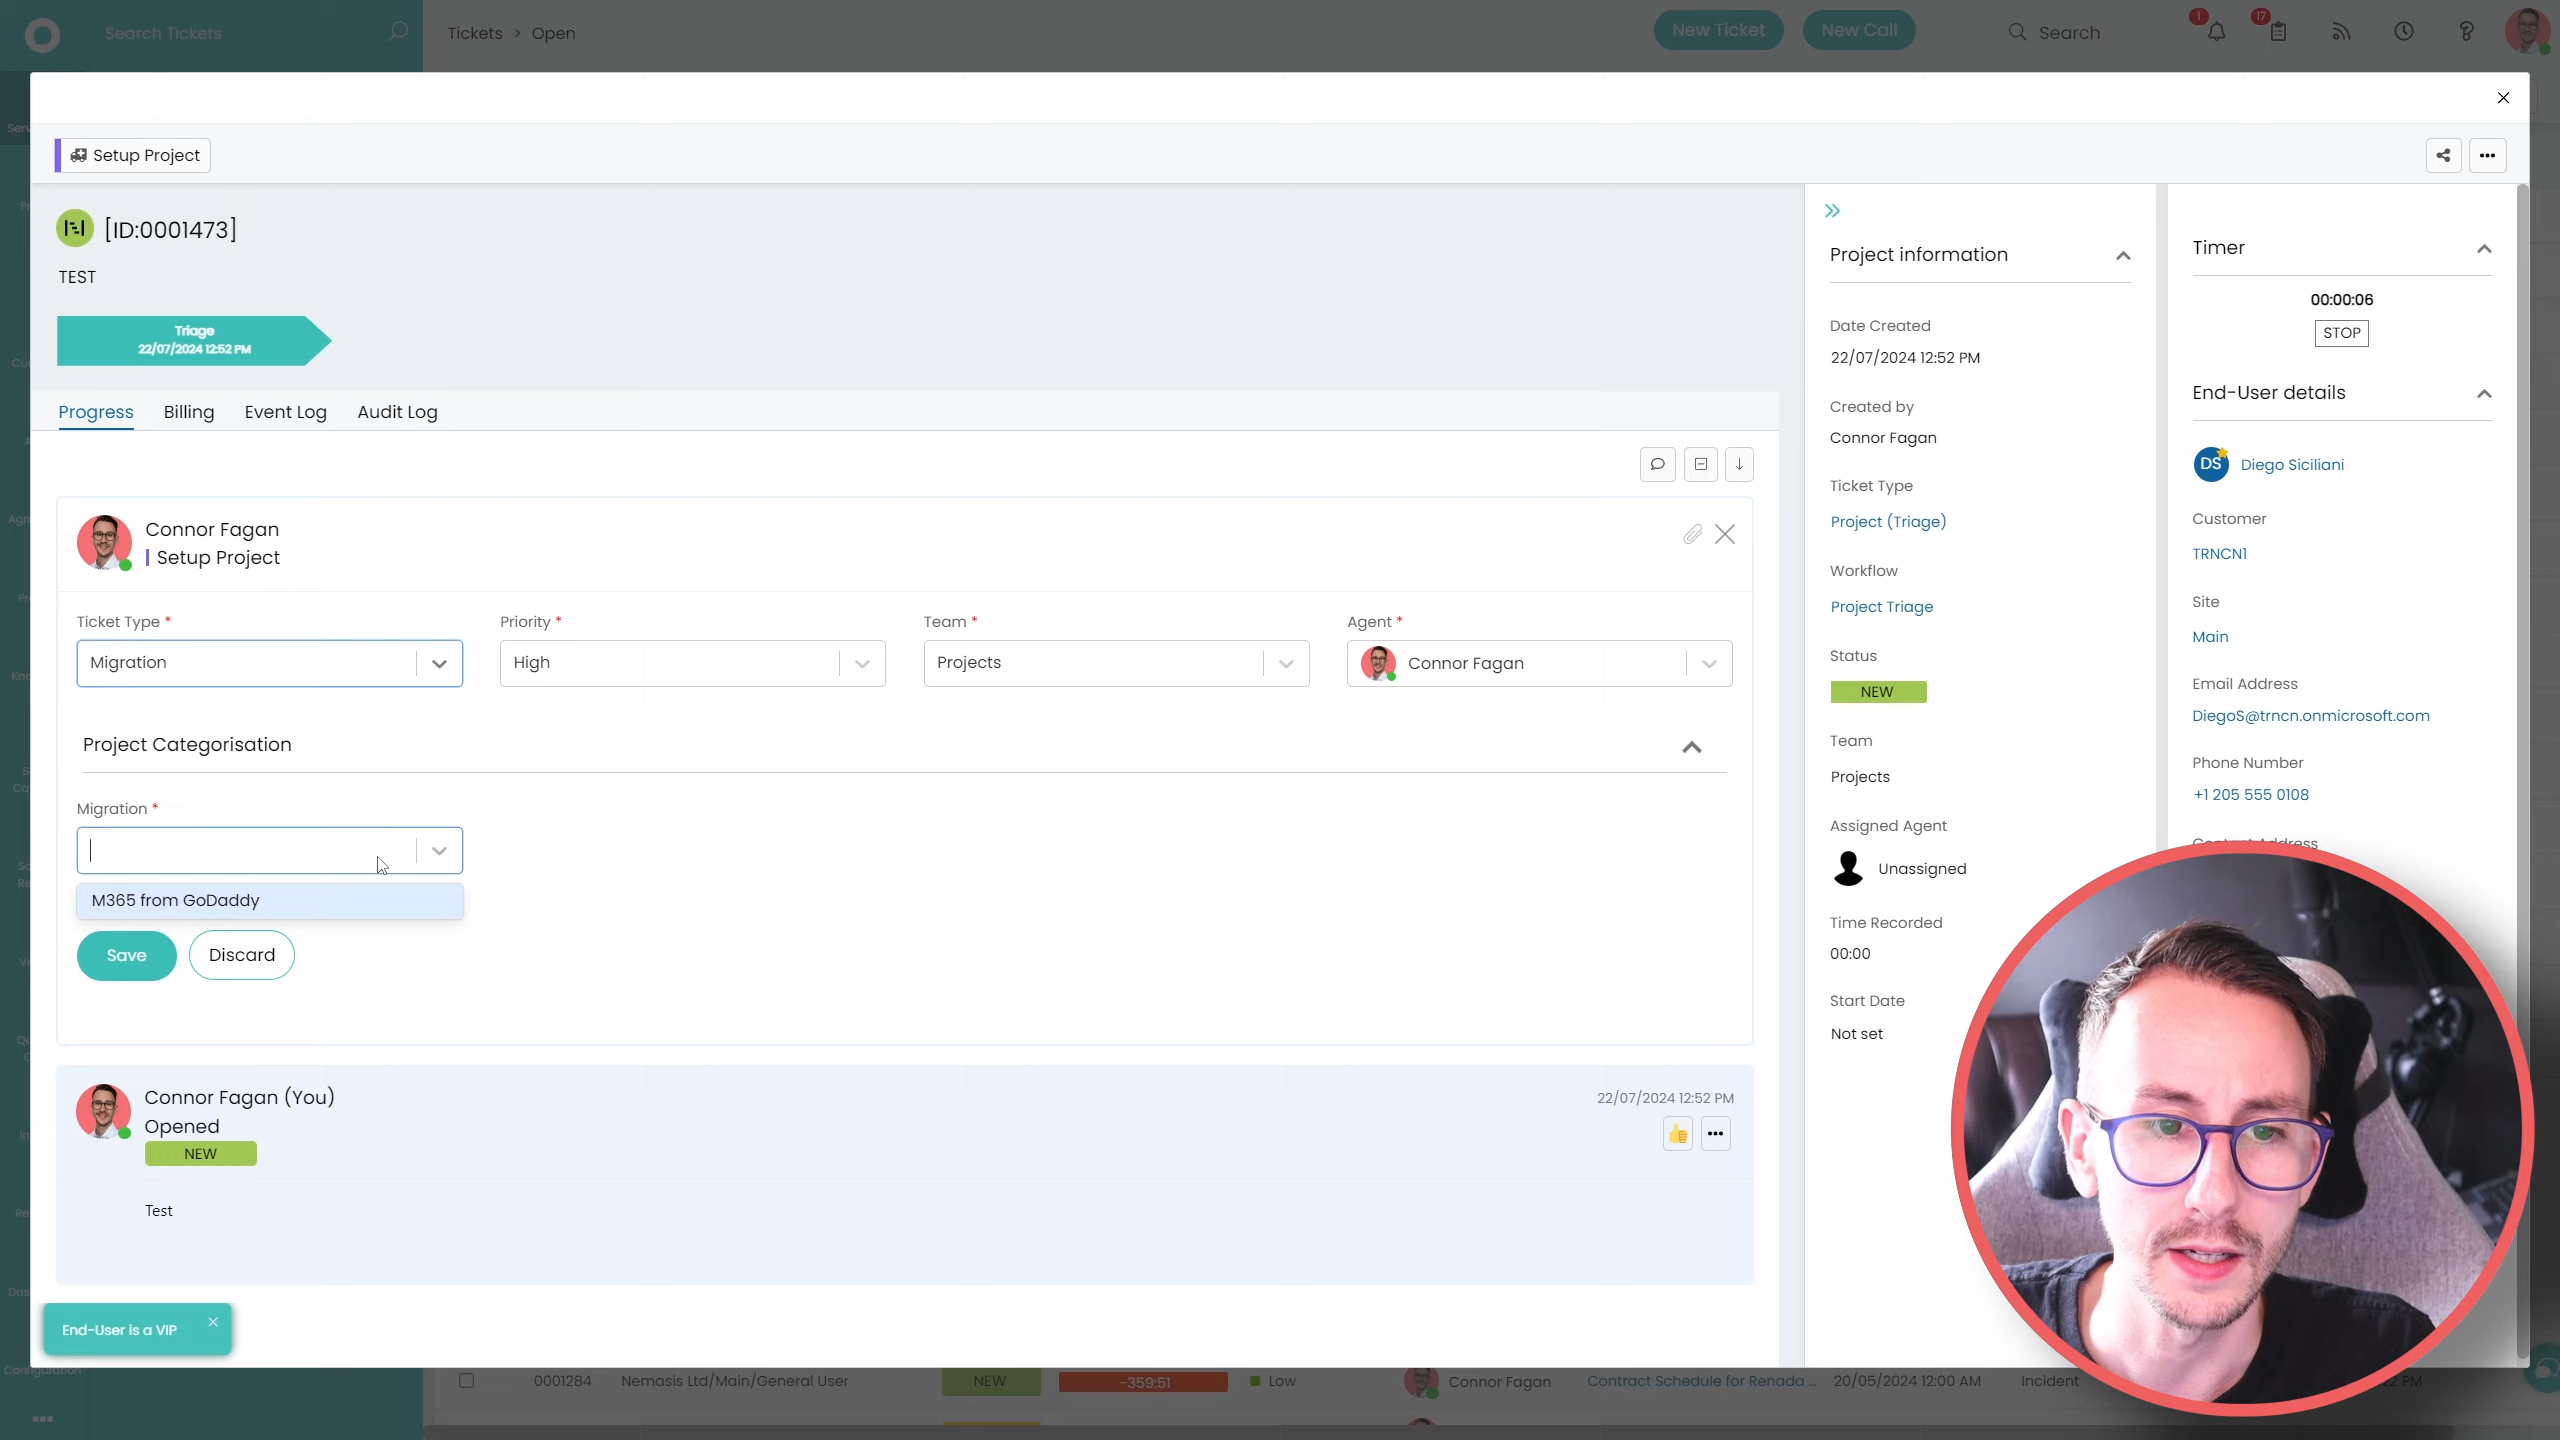 Search Tickets
Tickets > Open
New Ticket
New Call
Search
1
17
Setup Project
[ID:0001473]
TEST
Triage
22/07/2024 12:52 PM
Progress
Billing
Event Log
Audit Log
Connor Fagan
Setup Project
Ticket Type *
Priority *
Team *
Agent *
Migration
High
Projects
Connor Fagan
Project Categorisation
Migration *
M365 from GoDaddy
Save
Discard
Connor Fagan (You)
Opened
NEW
22/07/2024 12:52 PM
Test
End-User is a VIP
Project information
Date Created
22/07/2024 12:52 PM
Created by
Connor Fagan
Ticket Type
Project (Triage)
Workflow
Project Triage
Status
NEW
Team
Projects
Assigned Agent
Unassigned
Time Recorded
00:00
Start Date
Not set
Timer
00:00:06
STOP
End-User details
DS
Diego Siciliani
Customer
TRNCN1
Site
Main
Email Address
DiegoS@trncn.onmicrosoft.com
Phone Number
+1 205 555 0108
Configuration
0001284
Nemasis Ltd/Main/General User
NEW
-359:51
Low
Connor Fagan
Contract Schedule for Renada ...
20/05/2024 12:00 AM
Incident